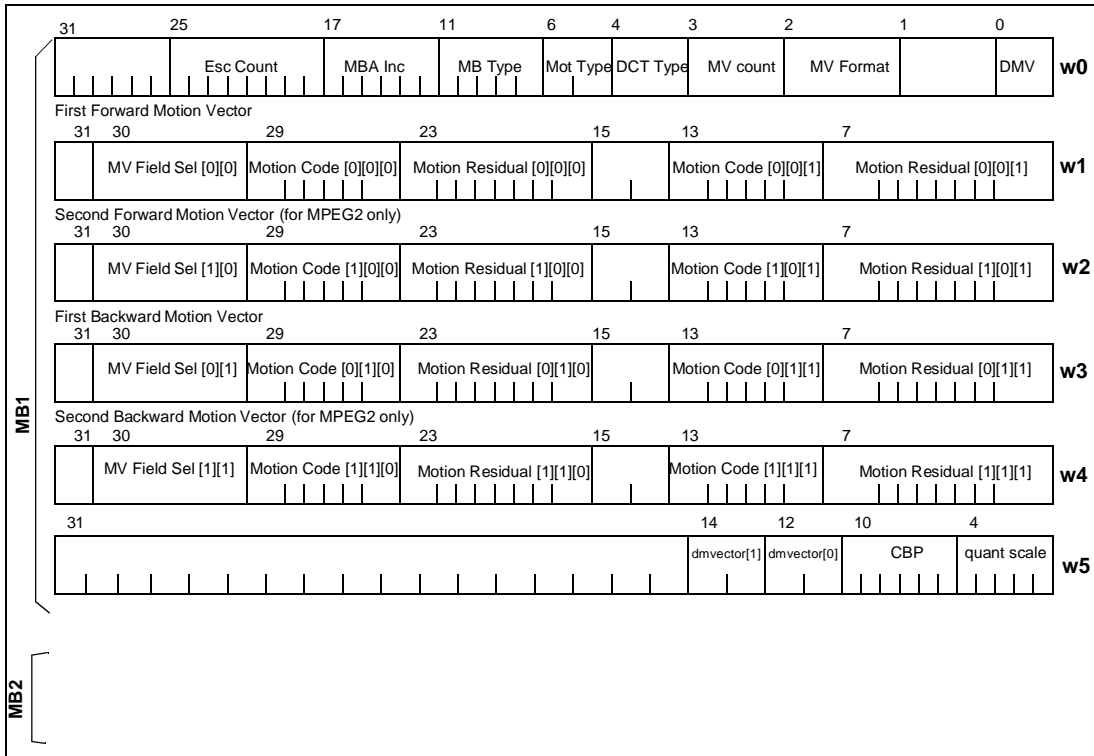 31 25 17 11 6 4 3 2 1 0
Esc Count MBA Inc MB Type Mot Type DCT Type MV count MV Format DMV w0
First Forward Motion Vector
31 30 29 23 15 13 7
MV Field Sel [0][0] Motion Code [0][0][0] Motion Residual [0][0][0] Motion Code [0][0][1] Motion Residual [0][0][1] w1
Second Forward Motion Vector (for MPEG2 only)
31 30 29 23 15 13 7
MV Field Sel [1][0] Motion Code [1][0][0] Motion Residual [1][0][0] Motion Code [1][0][1] Motion Residual [1][0][1] w2
First Backward Motion Vector
31 30 29 23 15 13 7
MV Field Sel [0][1] Motion Code [0][1][0] Motion Residual [0][1][0] Motion Code [0][1][1] Motion Residual [0][1][1] w3
MB1
Second Backward Motion Vector (for MPEG2 only)
31 30 29 23 15 13 7
MV Field Sel [1][1] Motion Code [1][1][0] Motion Residual [1][1][0] Motion Code [1][1][1] Motion Residual [1][1][1] w4
31 14 12 10 4
dmvector[1] dmvector[0] CBP quant scale w5
MB2